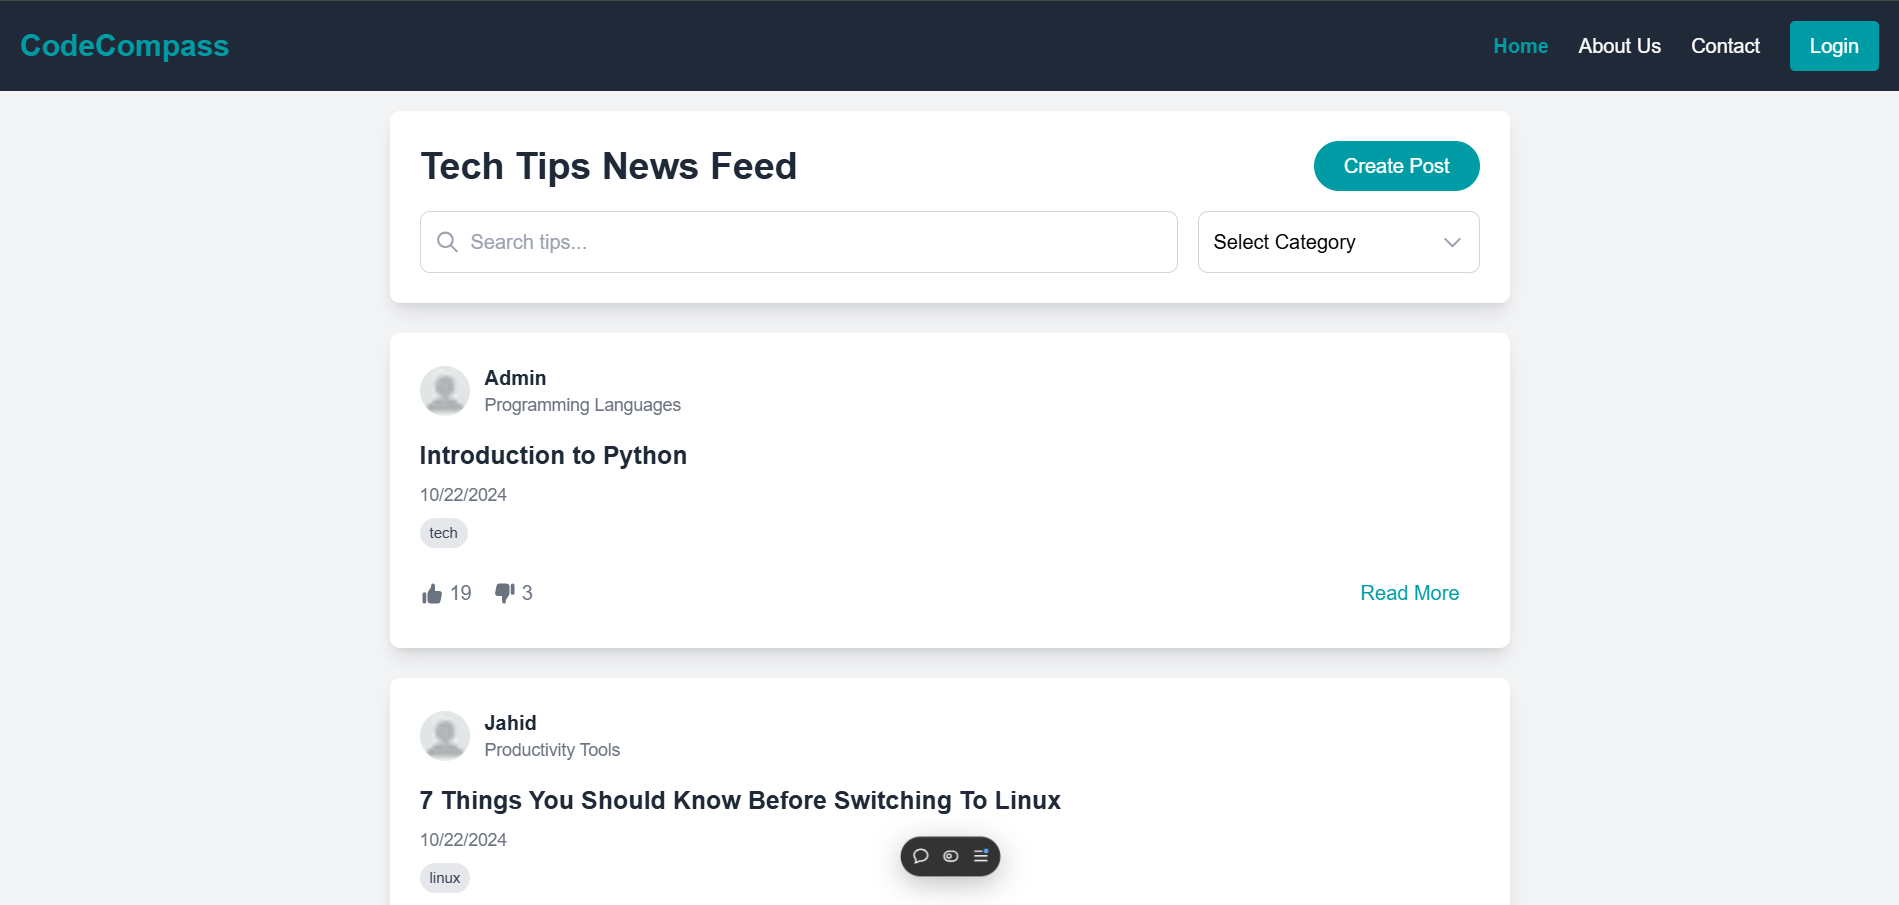 CodeCompass
Home About Us Contact Login
Tech Tips News Feed
Create Post
Search tips...
Select Category
Admin
Programming Languages
Introduction to Python
10/22/2024
tech
19 3
Read More
Jahid
Productivity Tools
7 Things You Should Know Before Switching To Linux
10/22/2024
linux